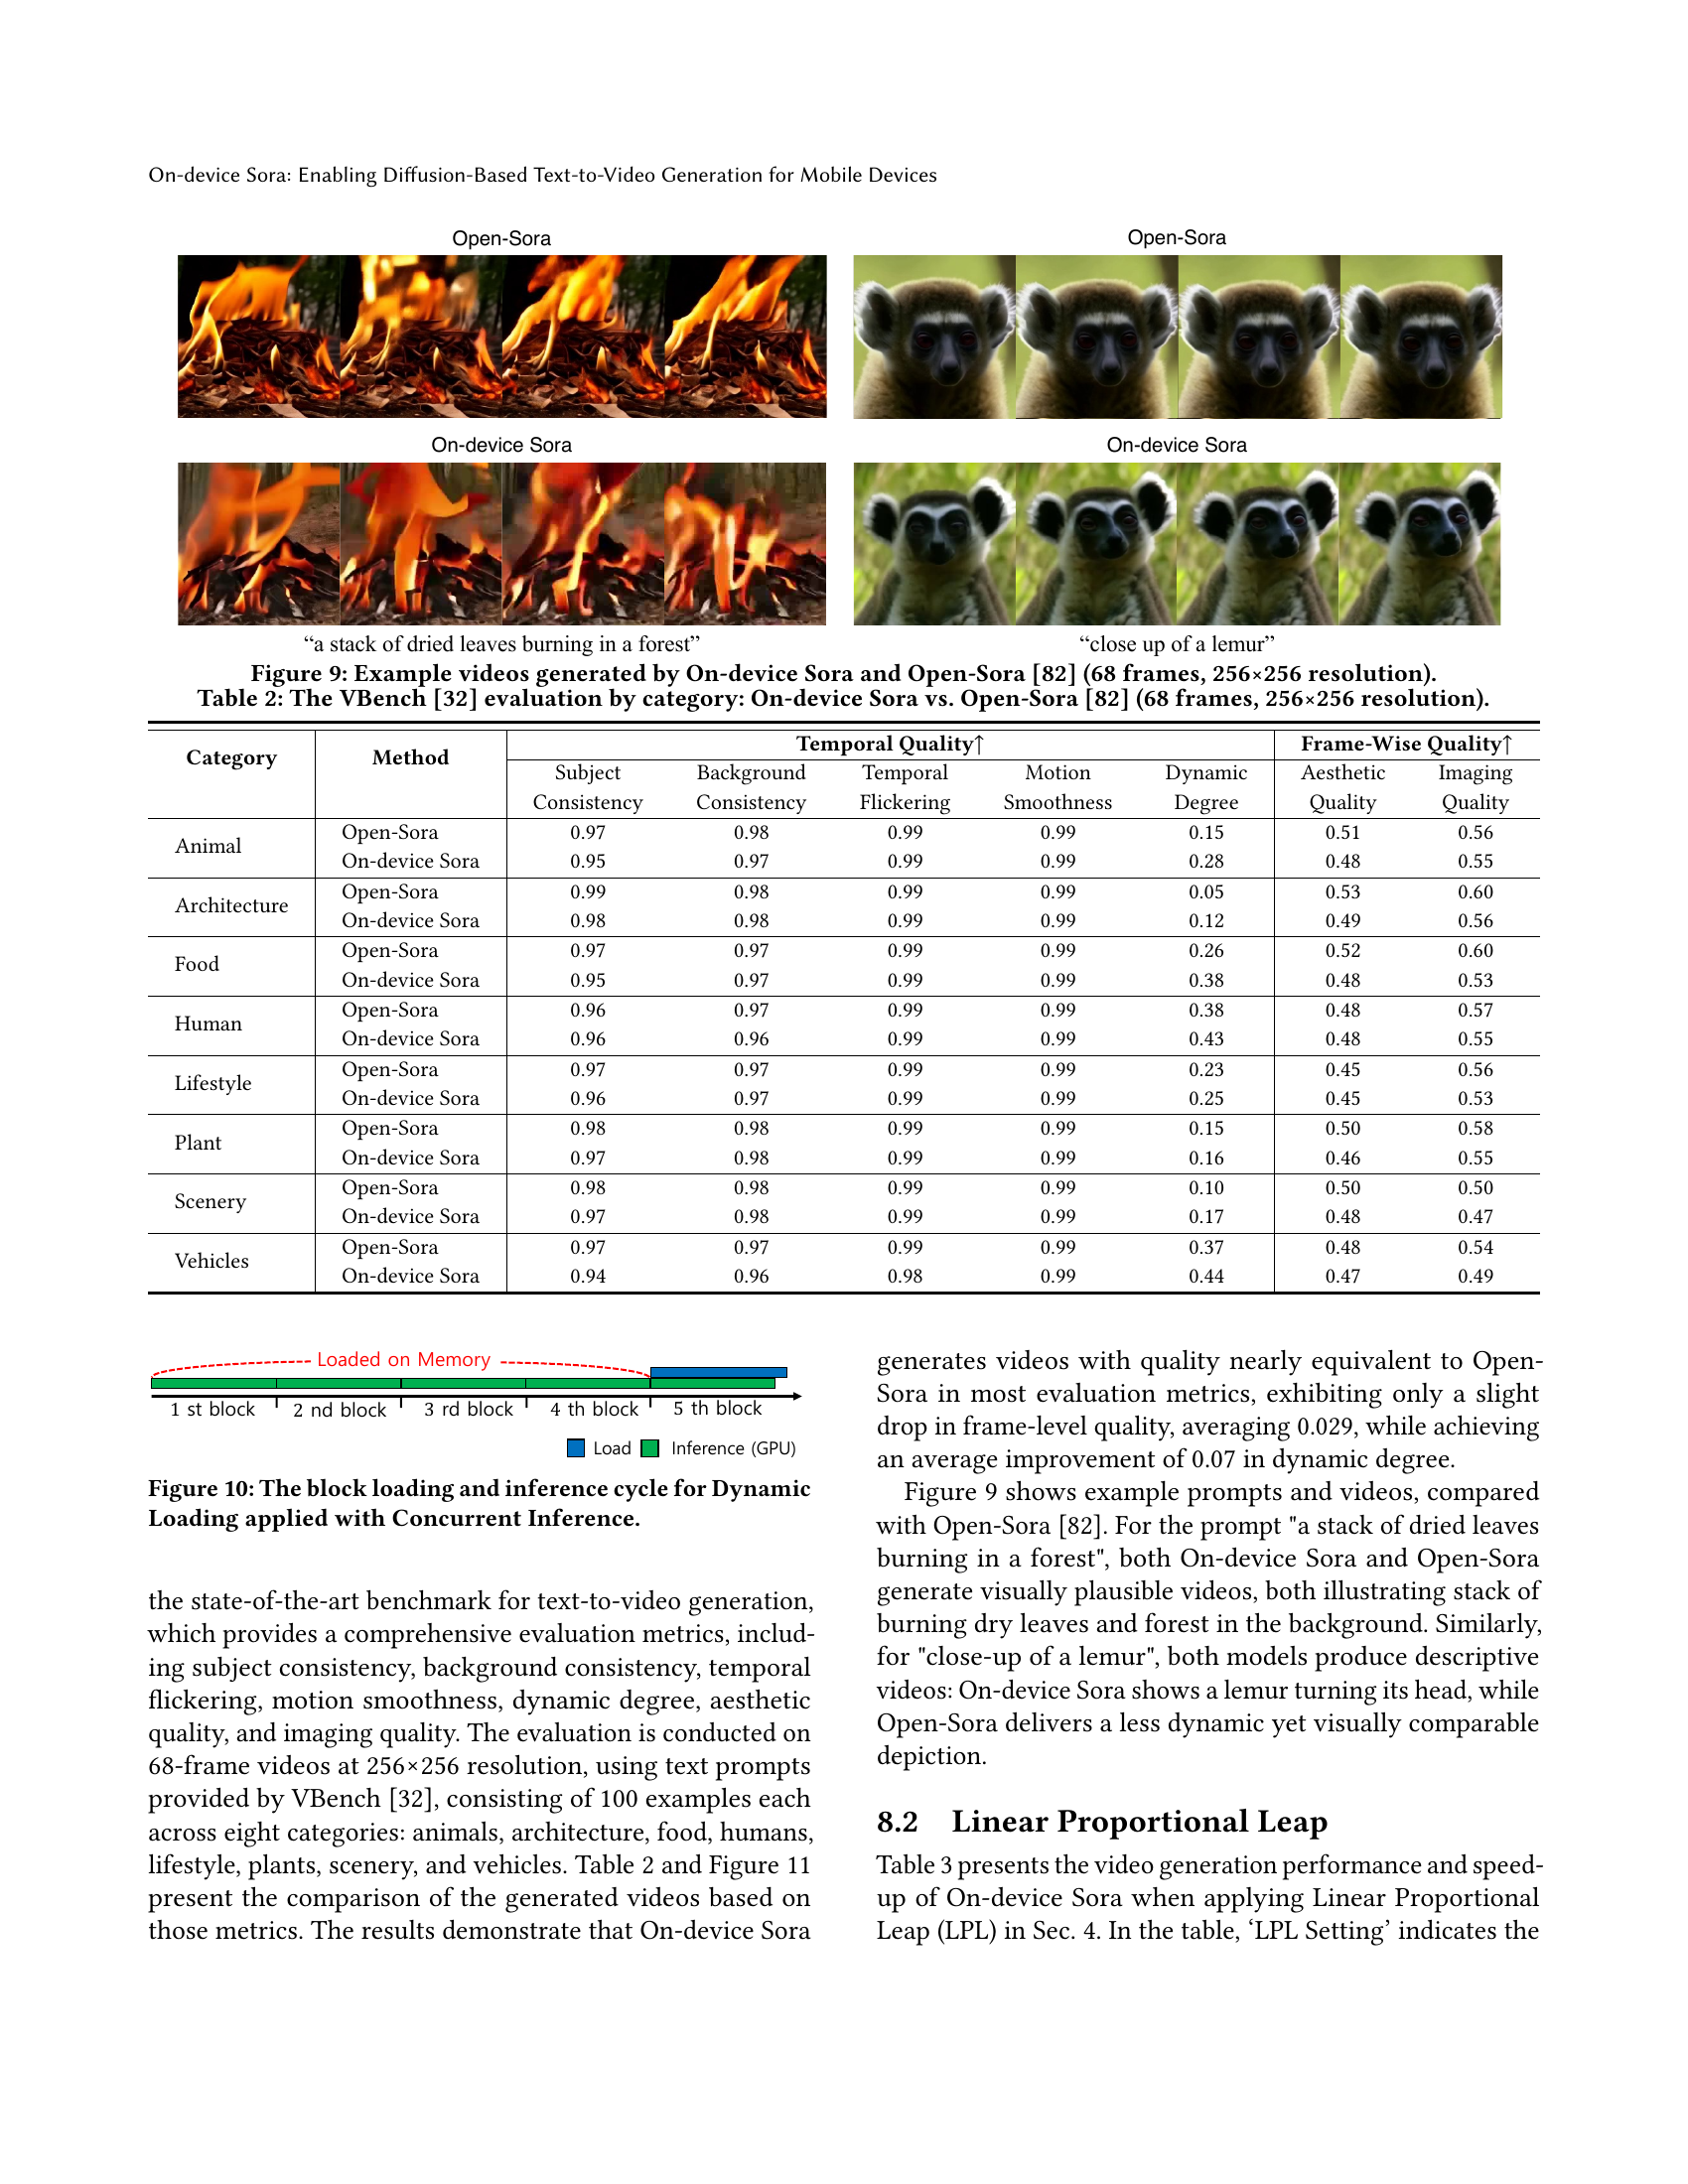 On-device Sora: Enabling Diffusion-Based Text-to-Video Generation for Mobile Devices
Open-Sora
Open-Sora
On-device Sora
On-device Sora
“a stack of dried leaves burning in a forest”
“close up of a lemur”
Figure 9: Example videos generated by On-device Sora and Open-Sora [82] (68 frames, 256×256 resolution).
Table 2: The VBench [32] evaluation by category: On-device Sora vs. Open-Sora [82] (68 frames, 256×256 resolution).
Category Method Temporal Quality↑ Frame-Wise Quality↑
Subject Background Temporal Motion Dynamic Aesthetic Imaging
Consistency Consistency Flickering Smoothness Degree Quality Quality
Animal
Open-Sora 0.97 0.98 0.99 0.99 0.15 0.51 0.56
On-device Sora 0.95 0.97 0.99 0.99 0.28 0.48 0.55
Architecture
Open-Sora 0.99 0.98 0.99 0.99 0.05 0.53 0.60
On-device Sora 0.98 0.98 0.99 0.99 0.12 0.49 0.56
Food
Open-Sora 0.97 0.97 0.99 0.99 0.26 0.52 0.60
On-device Sora 0.95 0.97 0.99 0.99 0.38 0.48 0.53
Human
Open-Sora 0.96 0.97 0.99 0.99 0.38 0.48 0.57
On-device Sora 0.96 0.96 0.99 0.99 0.43 0.48 0.55
Lifestyle
Open-Sora 0.97 0.97 0.99 0.99 0.23 0.45 0.56
On-device Sora 0.96 0.97 0.99 0.99 0.25 0.45 0.53
Plant
Open-Sora 0.98 0.98 0.99 0.99 0.15 0.50 0.58
On-device Sora 0.97 0.98 0.99 0.99 0.16 0.46 0.55
Scenery
Open-Sora 0.98 0.98 0.99 0.99 0.10 0.50 0.50
On-device Sora 0.97 0.98 0.99 0.99 0.17 0.48 0.47
Vehicles
Open-Sora 0.97 0.97 0.99 0.99 0.37 0.48 0.54
On-device Sora 0.94 0.96 0.98 0.99 0.44 0.47 0.49
Loaded on Memory
1 st block 2 nd block 3 rd block 4 th block 5 th block
Load Inference (GPU)
Figure 10: The block loading and inference cycle for Dynamic
Loading applied with Concurrent Inference.
the state-of-the-art benchmark for text-to-video generation,
which provides a comprehensive evaluation metrics, includ-
ing subject consistency, background consistency, temporal
flickering, motion smoothness, dynamic degree, aesthetic
quality, and imaging quality. The evaluation is conducted on
68-frame videos at 256×256 resolution, using text prompts
provided by VBench [32], consisting of 100 examples each
across eight categories: animals, architecture, food, humans,
lifestyle, plants, scenery, and vehicles. Table 2 and Figure 11
present the comparison of the generated videos based on
those metrics. The results demonstrate that On-device Sora
generates videos with quality nearly equivalent to Open-
Sora in most evaluation metrics, exhibiting only a slight
drop in frame-level quality, averaging 0.029, while achieving
an average improvement of 0.07 in dynamic degree.
Figure 9 shows example prompts and videos, compared
with Open-Sora [82]. For the prompt "a stack of dried leaves
burning in a forest", both On-device Sora and Open-Sora
generate visually plausible videos, both illustrating stack of
burning dry leaves and forest in the background. Similarly,
for "close-up of a lemur", both models produce descriptive
videos: On-device Sora shows a lemur turning its head, while
Open-Sora delivers a less dynamic yet visually comparable
depiction.
8.2 Linear Proportional Leap
Table 3 presents the video generation performance and speed-
up of On-device Sora when applying Linear Proportional
Leap (LPL) in Sec. 4. In the table, ‘LPL Setting’ indicates the